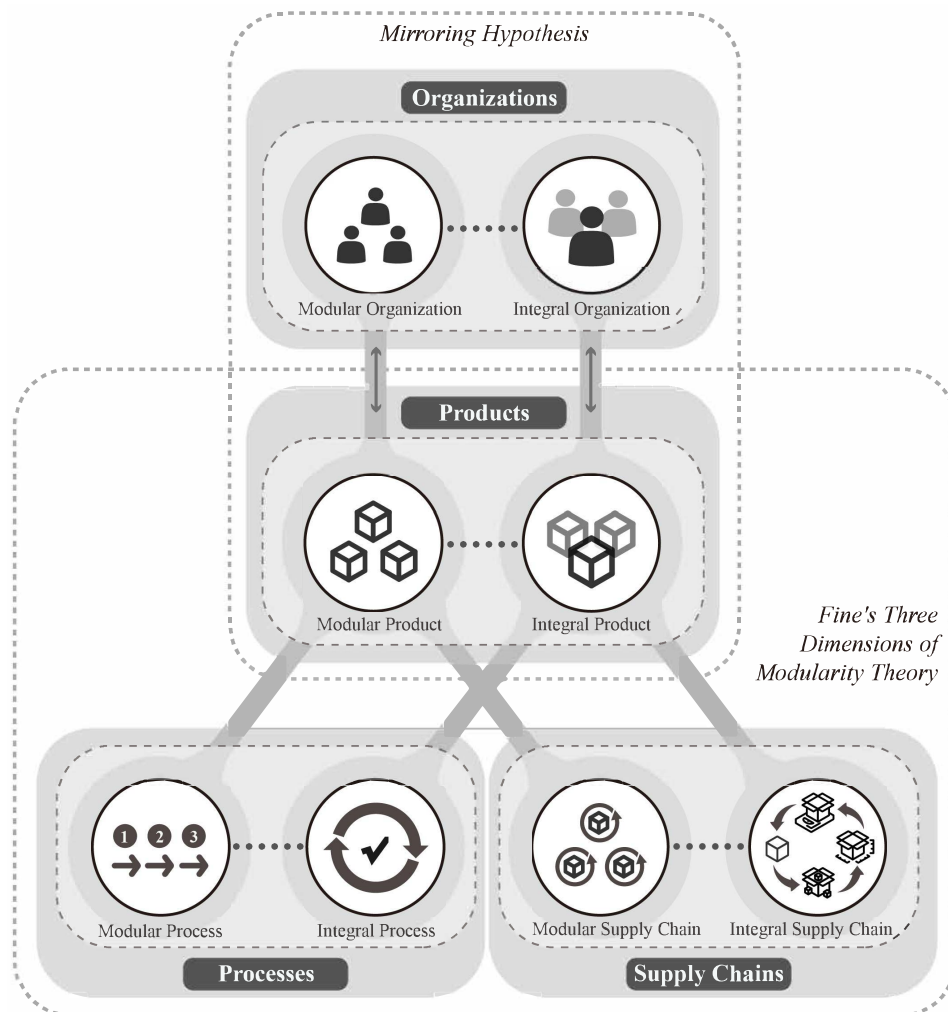 Mirroring Hypothesis
Organizations
Modular Organization
Integral Organization
Products
Modular Product
Integral Product
Fine's Three
Dimensions of
Modularity Theory
1 2 3
Modular Process
Integral Process
Modular Supply Chain
Integral Supply Chain
Processes
Supply Chains